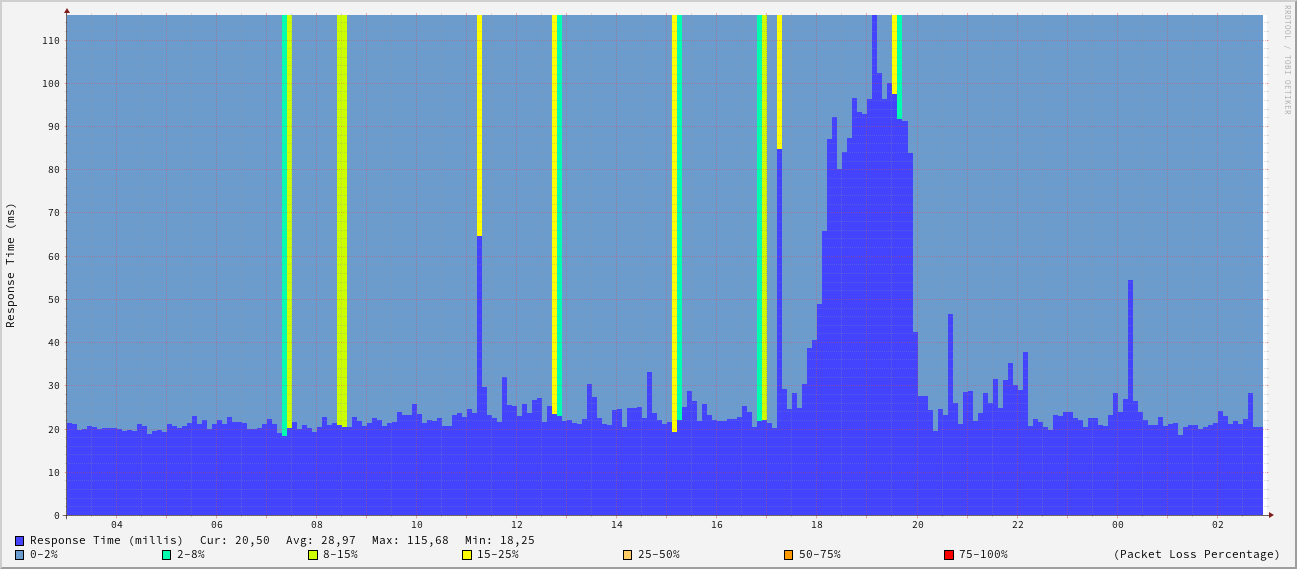 RRDTOOL / TOBI OETIKER
Response Time (ms)
110
100
90
80
70
60
50
40
30
20
10
0
04 06 08 10 12 14 16 18 20 22 00 02
Response Time (millis) Cur: 20,50 Avg: 28,97 Max: 115,68 Min: 18,25
0-2% 2-8% 8-15% 15-25% 25-50% 50-75% 75-100% (Packet Loss Percentage)